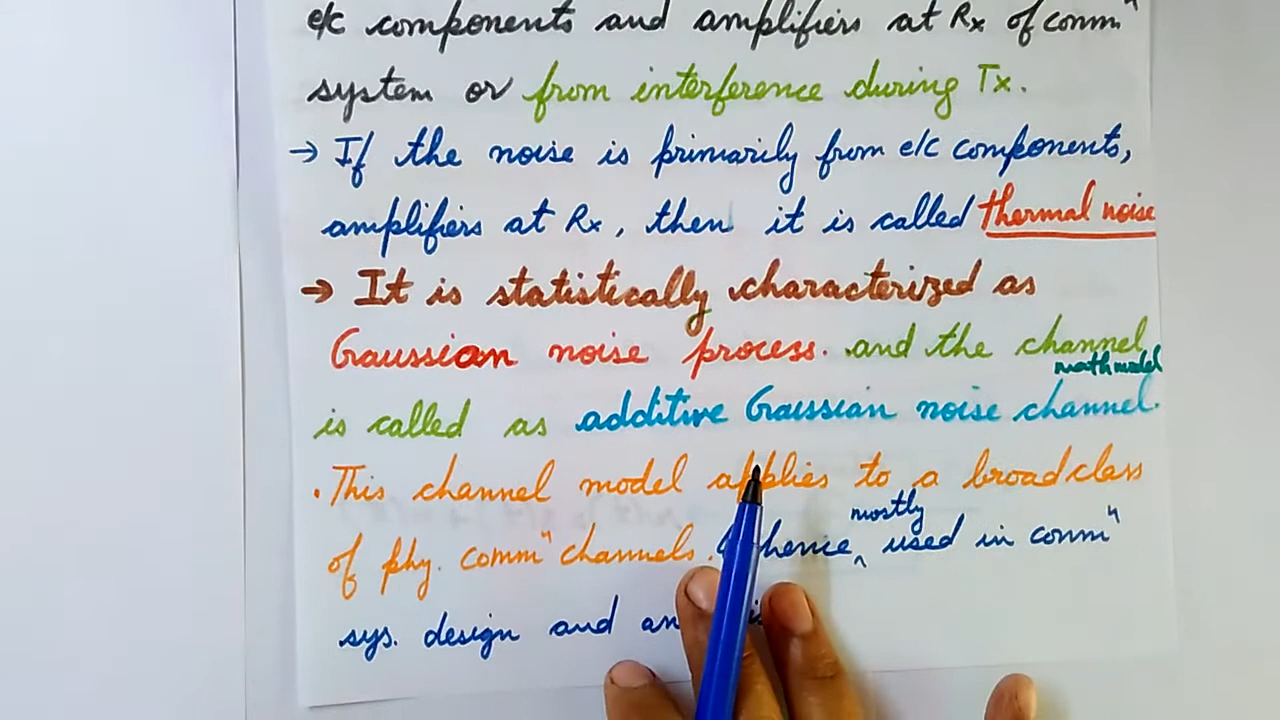 e/c components and amplifiers at Rx of commⁿ
system or from interference during Tx.
→ If the noise is primarily from e/c components,
amplifiers at Rx, then it is called thermal noise
→ It is statistically characterized as
Gaussian noise process. and the channel
math model
is called as additive Gaussian noise channel.
. This channel model applies to a broad class
mostly
of phy. commⁿ channels. hence ^ used in commⁿ
sys. design and